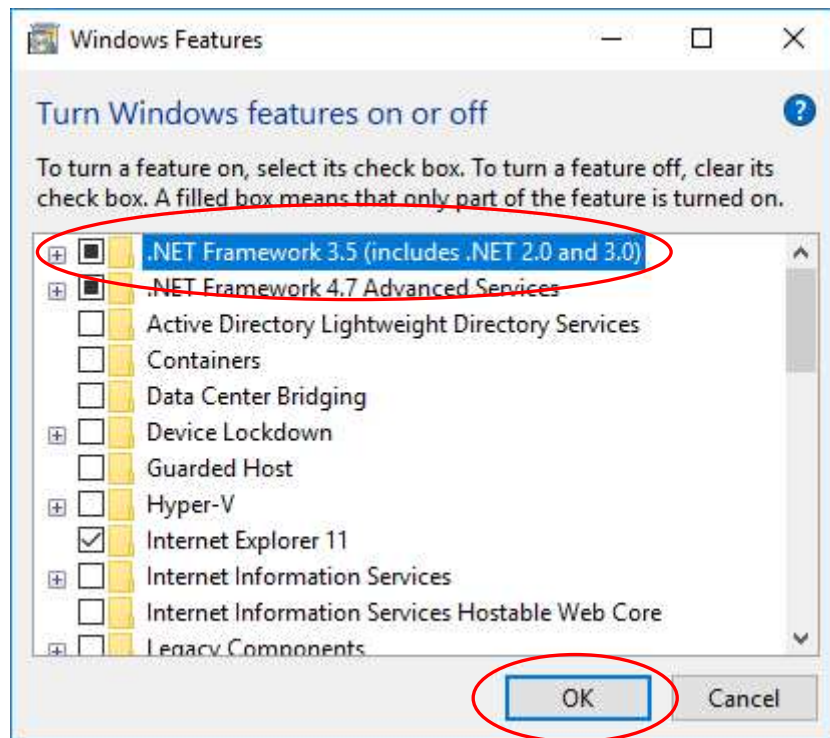 Windows Features
Turn Windows features on or off
?
To turn a feature on, select its check box. To turn a feature off, clear its
check box. A filled box means that only part of the feature is turned on.
.NET Framework 3.5 (includes .NET 2.0 and 3.0)
.NET Framework 4.7 Advanced Services
Active Directory Lightweight Directory Services
Containers
Data Center Bridging
Device Lockdown
Guarded Host
Hyper-V
Internet Explorer 11
Internet Information Services
Internet Information Services Hostable Web Core
Legacy Components
OK Cancel